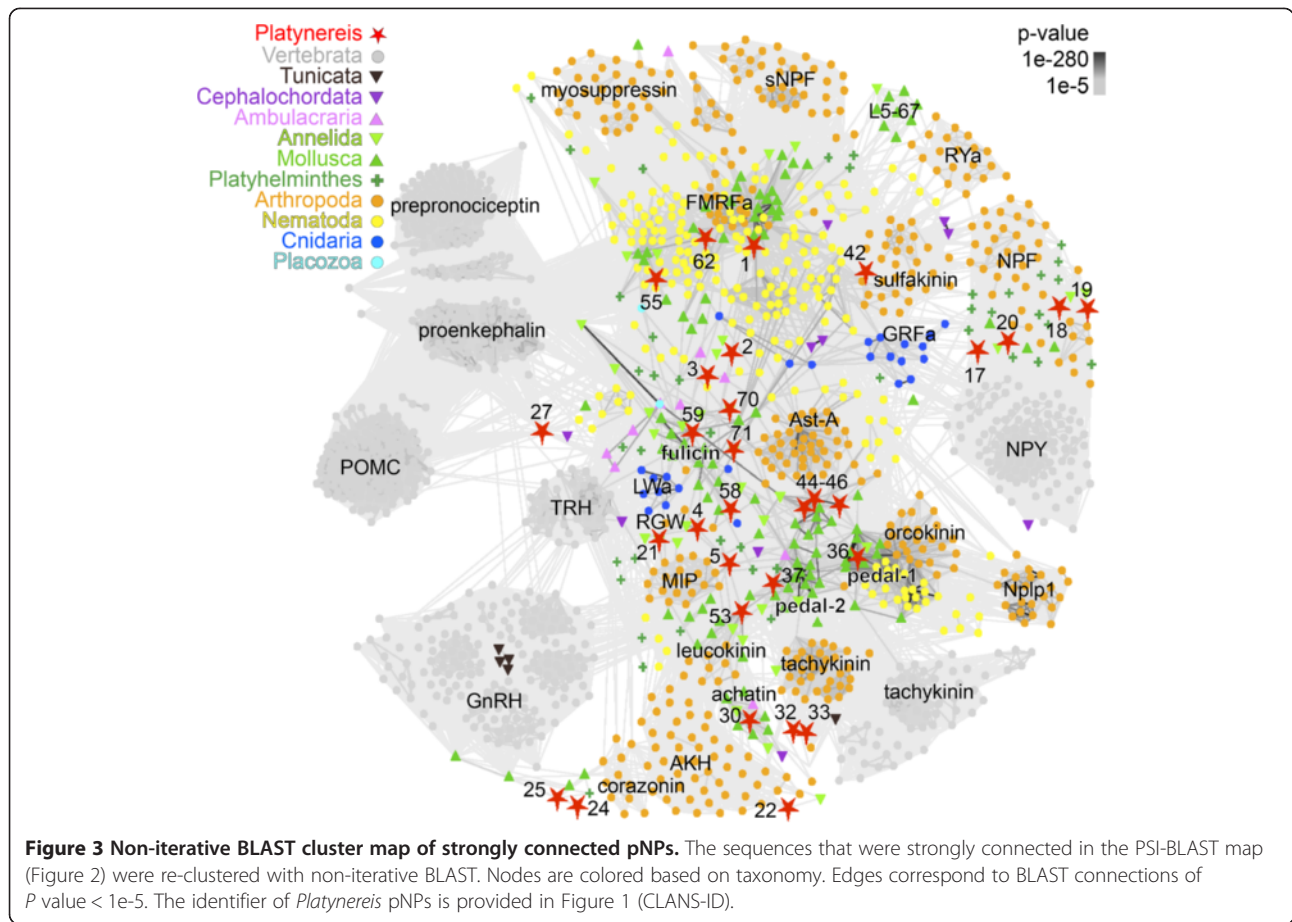 Platynereis
Vertebrata
Tunicata
Cephalochordata
Ambulacraria
Annelida
Mollusca
Platyhelminthes
Arthropoda
Nematoda
Cnidaria
Placozoa
p-value
1e-280
1e-5
myosuppressin
sNPF
L5-67
RYa
prepronociceptin
FMRFa
62
1
42
NPF
sulfakinin
55
19
18
proenkephalin
GRFa
20
17
2
3
70
27
59
Ast-A
71
fulicin
NPY
POMC
LWa
44-46
TRH
58
RGW
4
orcokinin
21
5
36
MIP
37
pedal-1
Nplp1
pedal-2
53
leucokinin
tachykinin
tachykinin
achatin
GnRH
30
32
33
AKH
corazonin
25
24
22
Figure 3 Non-iterative BLAST cluster map of strongly connected pNPs. The sequences that were strongly connected in the PSI-BLAST map
(Figure 2) were re-clustered with non-iterative BLAST. Nodes are colored based on taxonomy. Edges correspond to BLAST connections of
P value < 1e-5. The identifier of Platynereis pNPs is provided in Figure 1 (CLANS-ID).